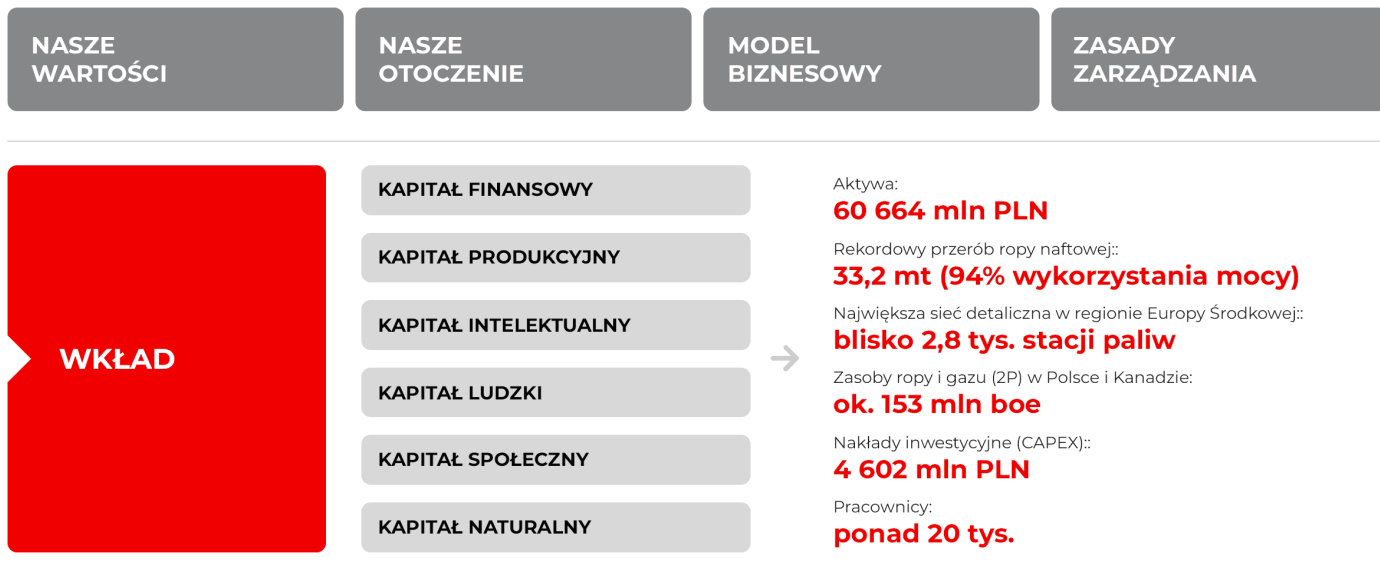 NASZE
WARTOŚCI
NASZE
OTOCZENIE
MODEL
BIZNESOWY
ZASADY
ZARZĄDZANIA
WKŁAD
KAPITAŁ FINANSOWY
KAPITAŁ PRODUKCYJNY
KAPITAŁ INTELEKTUALNY
KAPITAŁ LUDZKI
KAPITAŁ SPOŁECZNY
KAPITAŁ NATURALNY
Aktywa:
60 664 mln PLN
Rekordowy przerób ropy naftowej::
33,2 mt (94% wykorzystania mocy)
Największa sieć detaliczna w regionie Europy Środkowej::
blisko 2,8 tys. stacji paliw
Zasoby ropy i gazu (2P) w Polsce i Kanadzie:
ok. 153 mln boe
Nakłady inwestycyjne (CAPEX)::
4 602 mln PLN
Pracownicy:
ponad 20 tys.